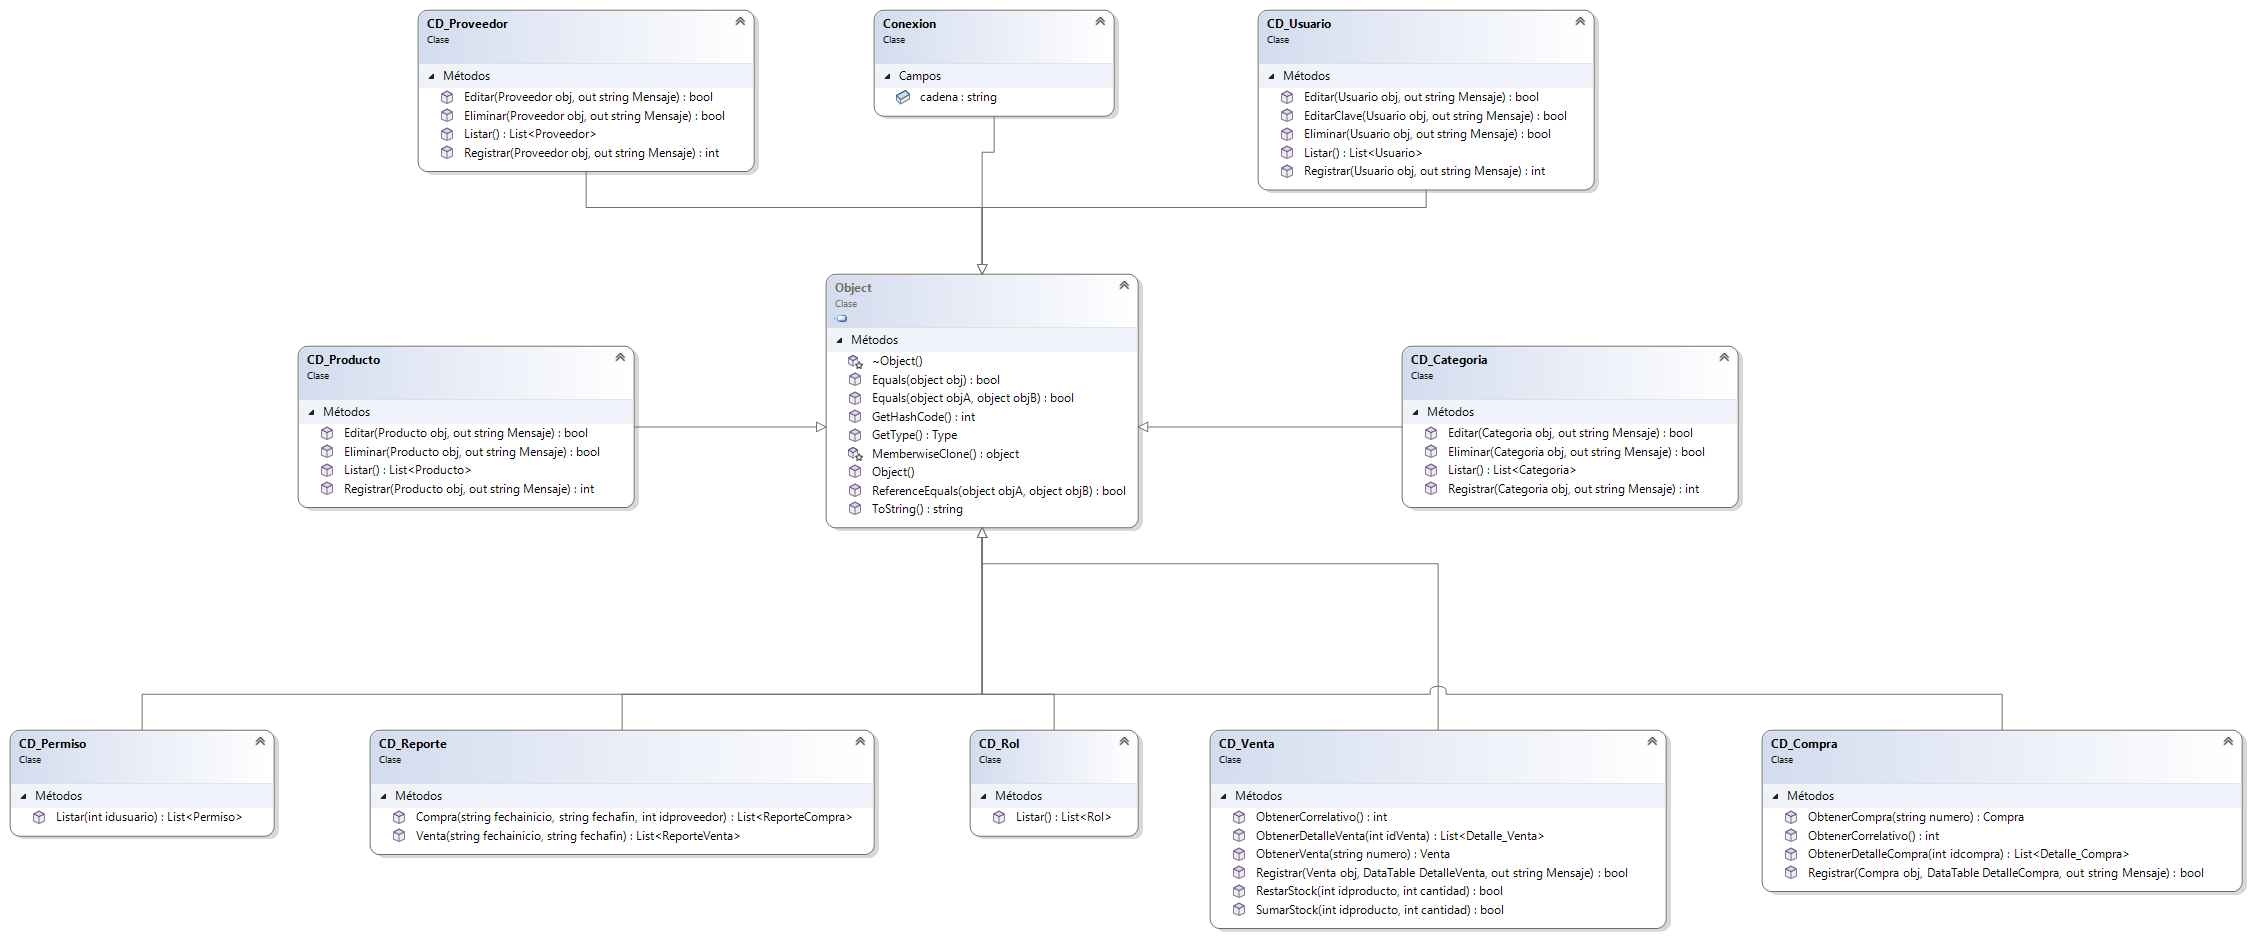 CD_Proveedor
Clase
Métodos
Editar(Proveedor obj, out string Mensaje) : bool
Eliminar(Proveedor obj, out string Mensaje) : bool
Listar() : List<Proveedor>
Registrar(Proveedor obj, out string Mensaje) : int
Conexion
Clase
Campos
cadena : string
CD_Usuario
Clase
Métodos
Editar(Usuario obj, out string Mensaje) : bool
EditarClave(Usuario obj, out string Mensaje) : bool
Eliminar(Usuario obj, out string Mensaje) : bool
Listar() : List<Usuario>
Registrar(Usuario obj, out string Mensaje) : int
CD_Producto
Clase
Métodos
Editar(Producto obj, out string Mensaje) : bool
Eliminar(Producto obj, out string Mensaje) : bool
Listar() : List<Producto>
Registrar(Producto obj, out string Mensaje) : int
Object
Clase
Métodos
~Object()
Equals(object obj) : bool
Equals(object objA, object objB) : bool
GetHashCode() : int
GetType() : Type
MemberwiseClone() : object
Object()
ReferenceEquals(object objA, object objB) : bool
ToString() : string
CD_Categoria
Clase
Métodos
Editar(Categoria obj, out string Mensaje) : bool
Eliminar(Categoria obj, out string Mensaje) : bool
Listar() : List<Categoria>
Registrar(Categoria obj, out string Mensaje) : int
CD_Permiso
Clase
Métodos
Listar(int idusuario) : List<Permiso>
CD_Reporte
Clase
Métodos
Compra(string fechainicio, string fechafin, int idproveedor) : List<ReporteCompra>
Venta(string fechainicio, string fechafin) : List<ReporteVenta>
CD_Rol
Clase
Métodos
Listar() : List<Rol>
CD_Venta
Clase
Métodos
ObtenerCorrelativo() : int
ObtenerDetalleVenta(int idVenta) : List<Detalle_Venta>
ObtenerVenta(string numero) : Venta
Registrar(Venta obj, DataTable DetalleVenta, out string Mensaje) : bool
RestarStock(int idproducto, int cantidad) : bool
SumarStock(int idproducto, int cantidad) : bool
CD_Compra
Clase
Métodos
ObtenerCompra(string numero) : Compra
ObtenerCorrelativo() : int
ObtenerDetalleCompra(int idcompra) : List<Detalle_Compra>
Registrar(Compra obj, DataTable DetalleCompra, out string Mensaje) : bool